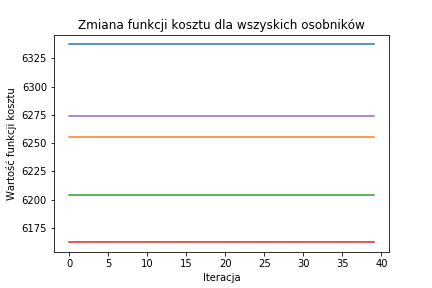 Zmiana funkcji kosztu dla wszyskich osobników
Wartość funkcji kosztu
6325
6300
6275
6250
6225
6200
6175
0 5 10 15 20 25 30 35 40
Iteracja